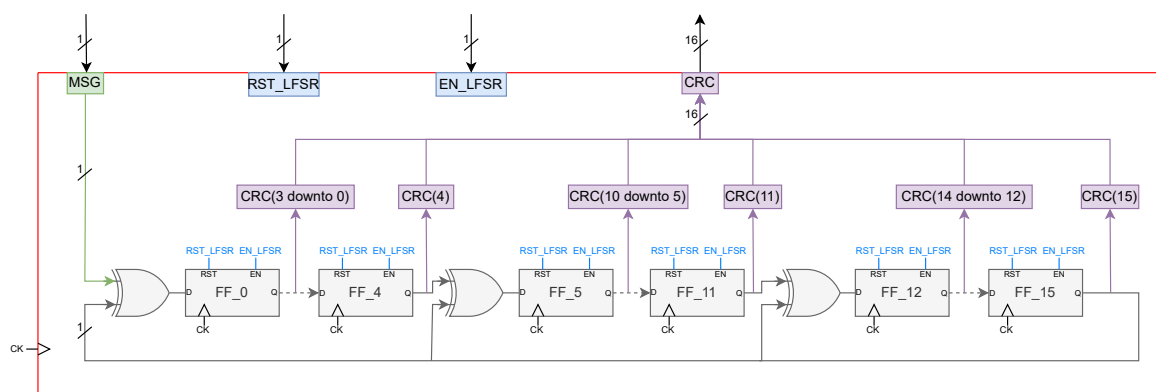 1
1
1
16
MSG
RST_LFSR
EN_LFSR
CRC
16
1
CRC(3 downto 0)
CRC(4)
CRC(10 downto 5)
CRC(11)
CRC(14 downto 12)
CRC(15)
RST_LFSR EN_LFSR
RST EN
D FF_0 Q
CK
RST_LFSR EN_LFSR
RST EN
D FF_4 Q
CK
RST_LFSR EN_LFSR
RST EN
D FF_5 Q
CK
RST_LFSR EN_LFSR
RST EN
D FF_11 Q
CK
RST_LFSR EN_LFSR
RST EN
D FF_12 Q
CK
RST_LFSR EN_LFSR
RST EN
D FF_15 Q
CK
1
CK